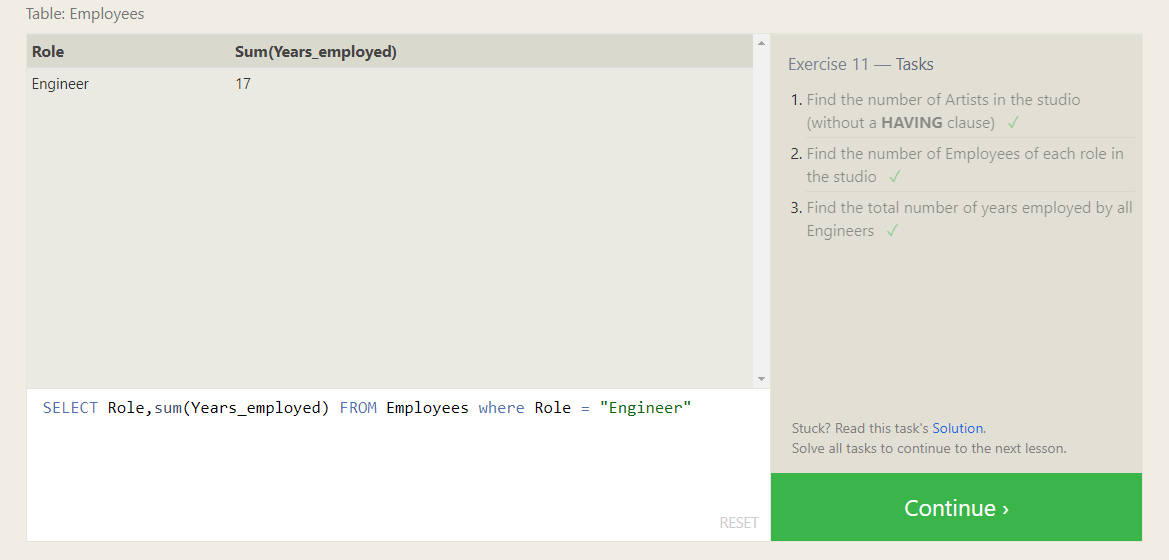 Table: Employees
Role Sum(Years_employed)
Engineer 17
SELECT Role,sum(Years_employed) FROM Employees where Role = "Engineer"
RESET
Exercise 11 — Tasks
1. Find the number of Artists in the studio
(without a HAVING clause) ✓
2. Find the number of Employees of each role in
the studio ✓
3. Find the total number of years employed by all
Engineers ✓
Stuck? Read this task's Solution.
Solve all tasks to continue to the next lesson.
Continue ›